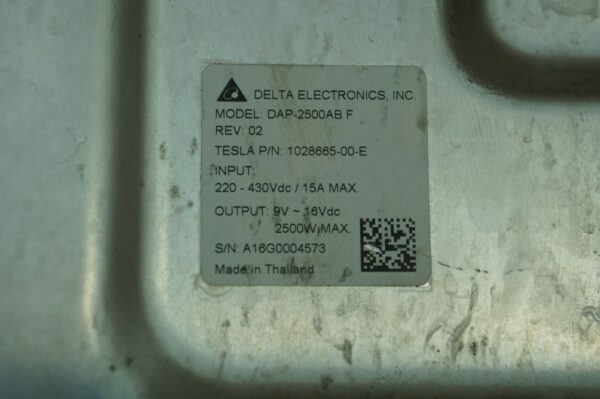 DELTA ELECTRONICS, INC.
MODEL: DAP-2500AB F
REV: 02
TESLA P/N: 1028665-00-E
INPUT:
220 - 430Vdc / 15A MAX.
OUTPUT: 9V ~ 16Vdc
2500W MAX.
S/N: A16G0004573
Made in Thailand